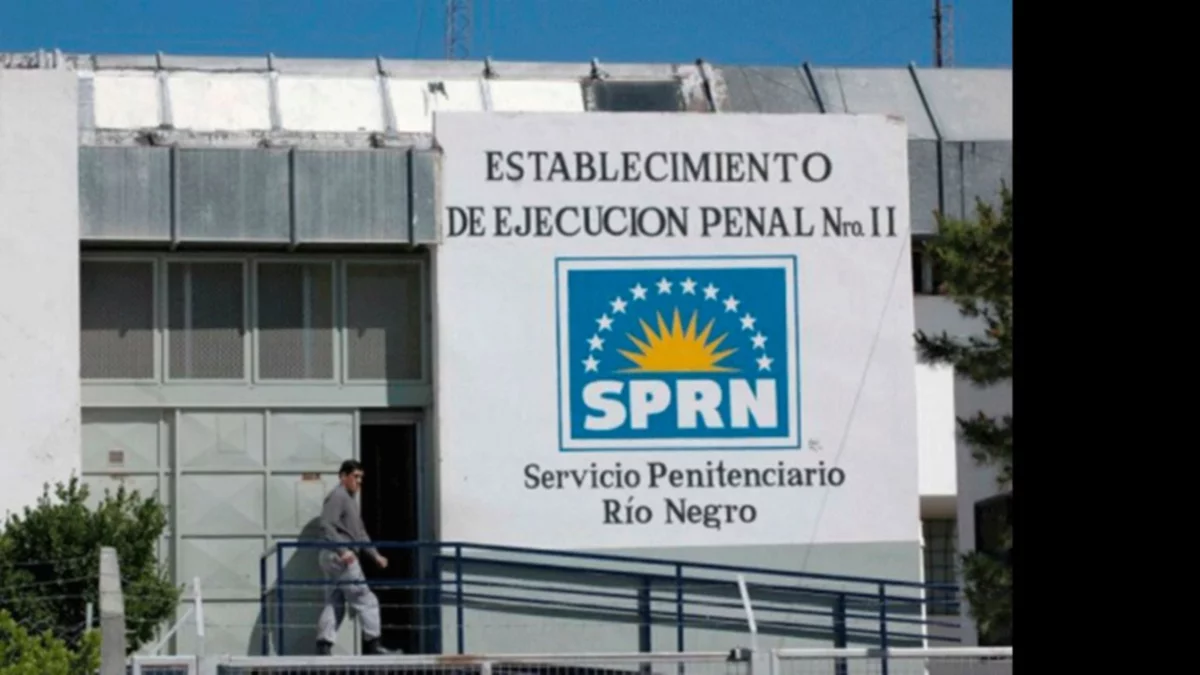 ESTABLECIMIENTO
DE EJECUCION PENAL Nro. II
SPRN
Servicio Penitenciario
Río Negro